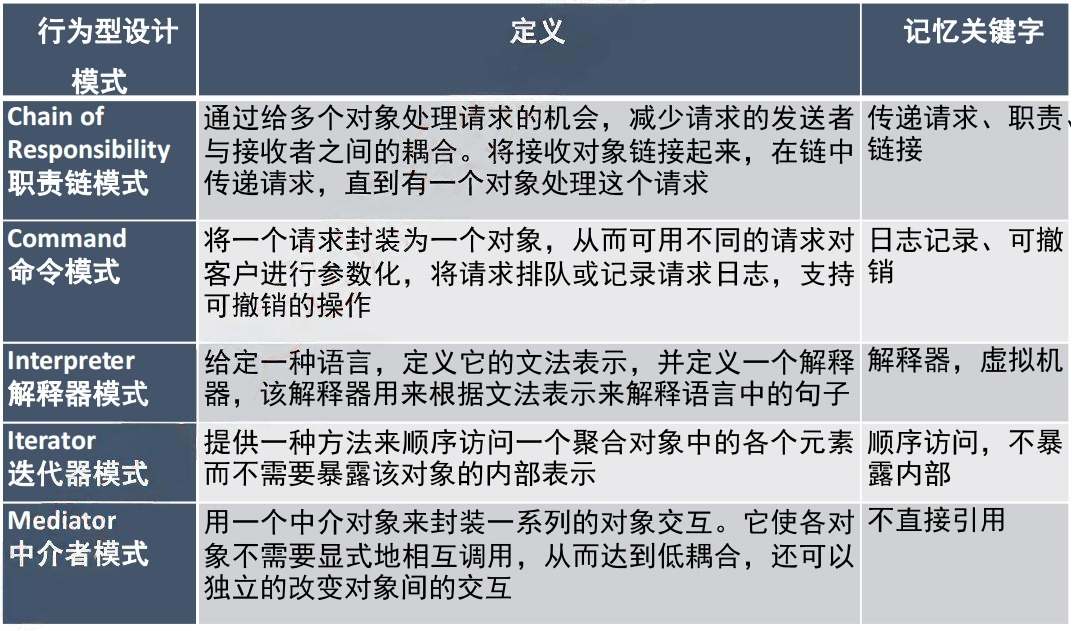 行为型设计
模式
定义
记忆关键字
Chain of
Responsibility
职责链模式
通过给多个对象处理请求的机会，减少请求的发送者
与接收者之间的耦合。将接收对象链接起来，在链中
传递请求，直到有一个对象处理这个请求
传递请求、职责、
链接
Command
命令模式
将一个请求封装为一个对象，从而可用不同的请求对
客户进行参数化，将请求排队或记录请求日志，支持
可撤销的操作
日志记录、可撤
销
Interpreter
解释器模式
给定一种语言，定义它的文法表示，并定义一个解释
器，该解释器用来根据文法表示来解释语言中的句子
解释器，虚拟机
Iterator
迭代器模式
提供一种方法来顺序访问一个聚合对象中的各个元素
而不需要暴露该对象的内部表示
顺序访问，不暴
露内部
Mediator
中介者模式
用一个中介对象来封装一系列的对象交互。它使各对
象不需要显式地相互调用，从而达到低耦合，还可以
独立的改变对象间的交互
不直接引用